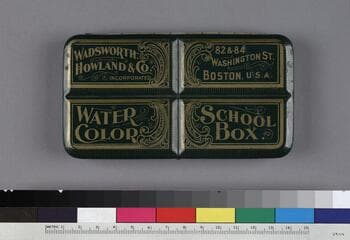 WADSWORTH
HOWLAND & CO.
INCORPORATED
82 & 84
WASHINGTON ST.
BOSTON, U.S.A.
WATER
COLOR
SCHOOL
BOX.